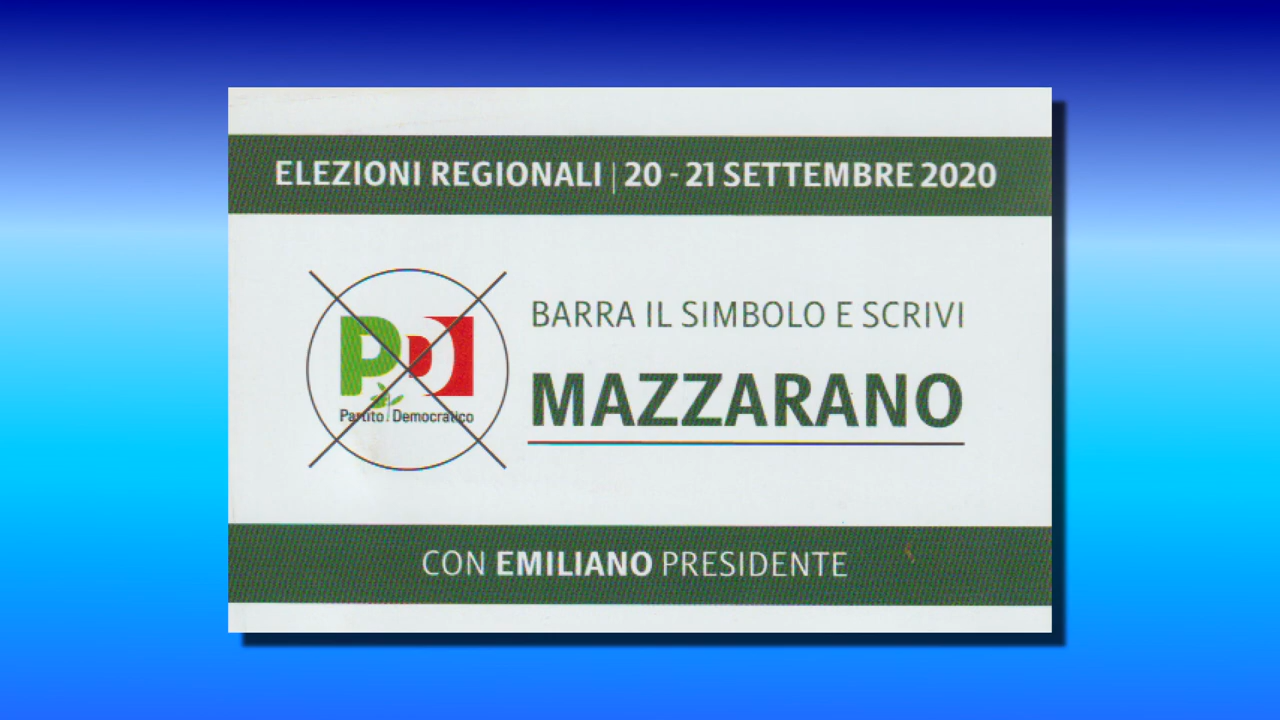 ELEZIONI REGIONALI | 20 - 21 SETTEMBRE 2020
BARRA IL SIMBOLO E SCRIVI
PD
Partito Democratico
MAZZARANO
CON EMILIANO PRESIDENTE